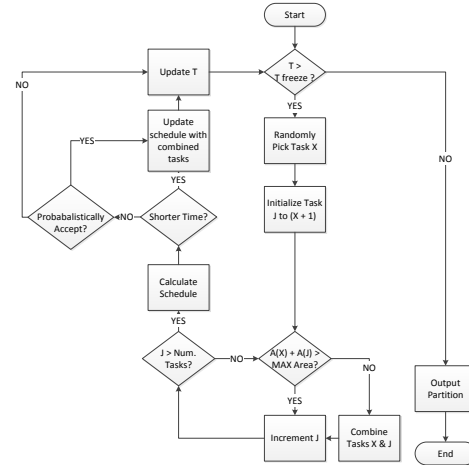 Start
T >
T freeze ?
YES
NO
Randomly
Pick Task X
Initialize Task
J to (X + 1)
A(X) + A(J) >
MAX Area?
NO
YES
Combine
Tasks X & J
Increment J
J > Num.
Tasks?
NO
YES
Calculate
Schedule
Shorter Time?
YES
NO
Probabalistically
Accept?
YES
NO
Update
schedule with
combined
tasks
Update T
Output
Partition
End